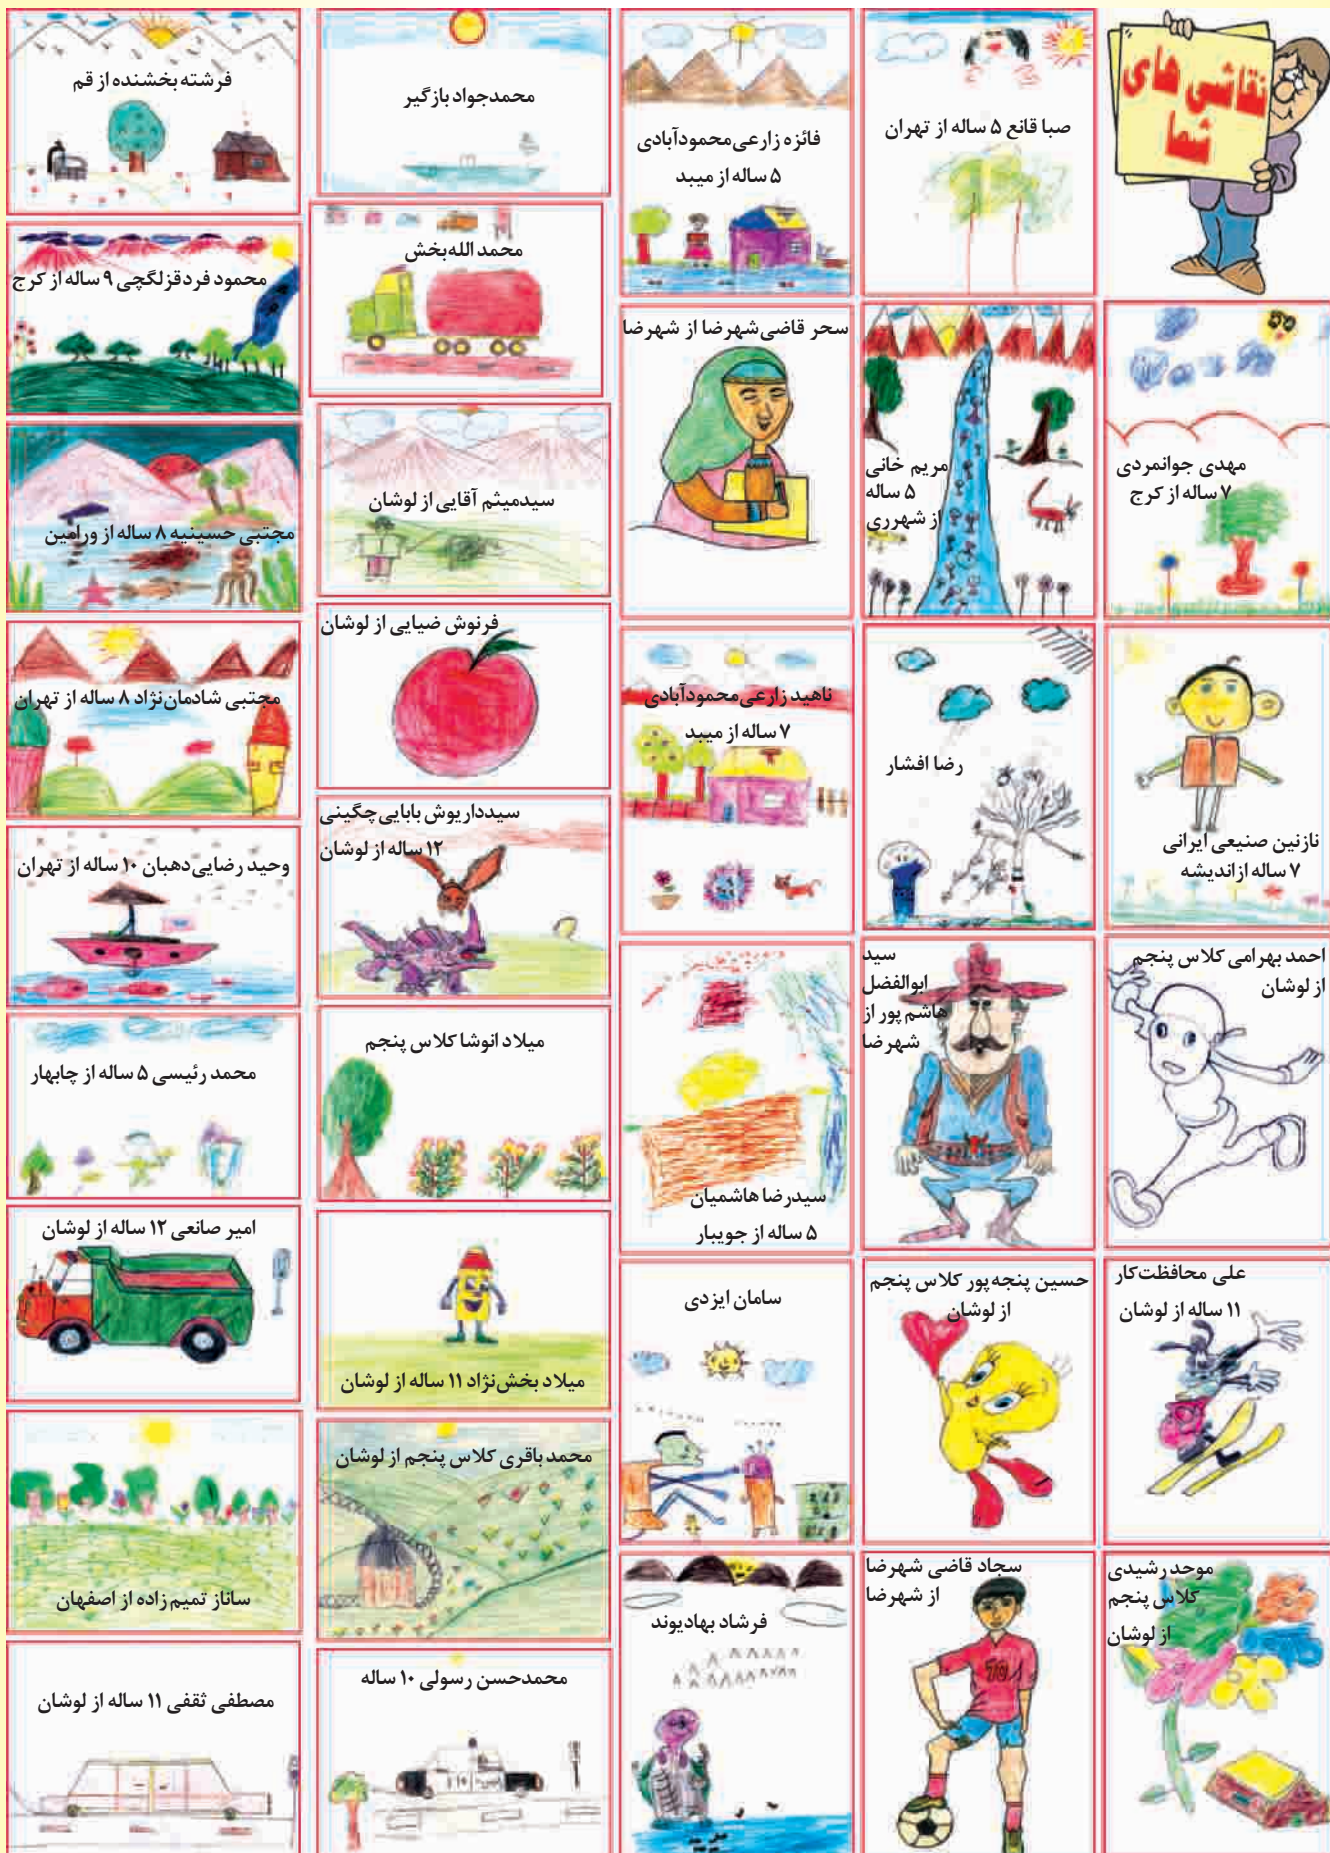 نقاشی های
شما
صبا قانع ۵ ساله از تهران
فائزه زارعی‌محمودآبادی
۵ ساله از میبد
محمدجواد بازگیر
فرشته بخشنده از قم
محمد الله‌بخش
محمود فردقزلگچی ۹ ساله از کرج
سحر قاضی‌شهرضا از شهرضا
مریم خانی
۵ ساله
از شهرری
مهدی جوانمردی
۷ ساله از کرج
سیدمیثم آقایی از لوشان
مجتبی حسینیه ۸ ساله از ورامین
فرنوش ضیایی از لوشان
مجتبی شادمان‌نژاد ۸ ساله از تهران
ناهید زارعی‌محمودآبادی
۷ ساله از میبد
رضا افشار
نازنین صنیعی ایرانی
۷ ساله ازاندیشه
سیدداریوش بابایی‌چگینی
۱۲ ساله از لوشان
وحید رضایی‌دهبان ۱۰ ساله از تهران
احمد بهرامی کلاس پنجم
از لوشان
سید
ابوالفضل
هاشم پور از
شهرضا
سیدرضا هاشمیان
۵ ساله از جویبار
میلاد انوشا کلاس پنجم
محمد رئیسی ۵ ساله از چابهار
امیر صانعی ۱۲ ساله از لوشان
میلاد بخش‌نژاد ۱۱ ساله از لوشان
سامان ایزدی
حسین پنجه‌پور کلاس پنجم
از لوشان
علی محافظت‌کار
۱۱ ساله از لوشان
محمدباقری کلاس پنجم از لوشان
ساناز تمیم زاده از اصفهان
فرشاد بهادیوند
سجاد قاضی شهرضا
از شهرضا
10
موحدرشیدی
کلاس پنجم
از لوشان
محمدحسن رسولی ۱۰ ساله
مصطفی ثقفی ۱۱ ساله از لوشان